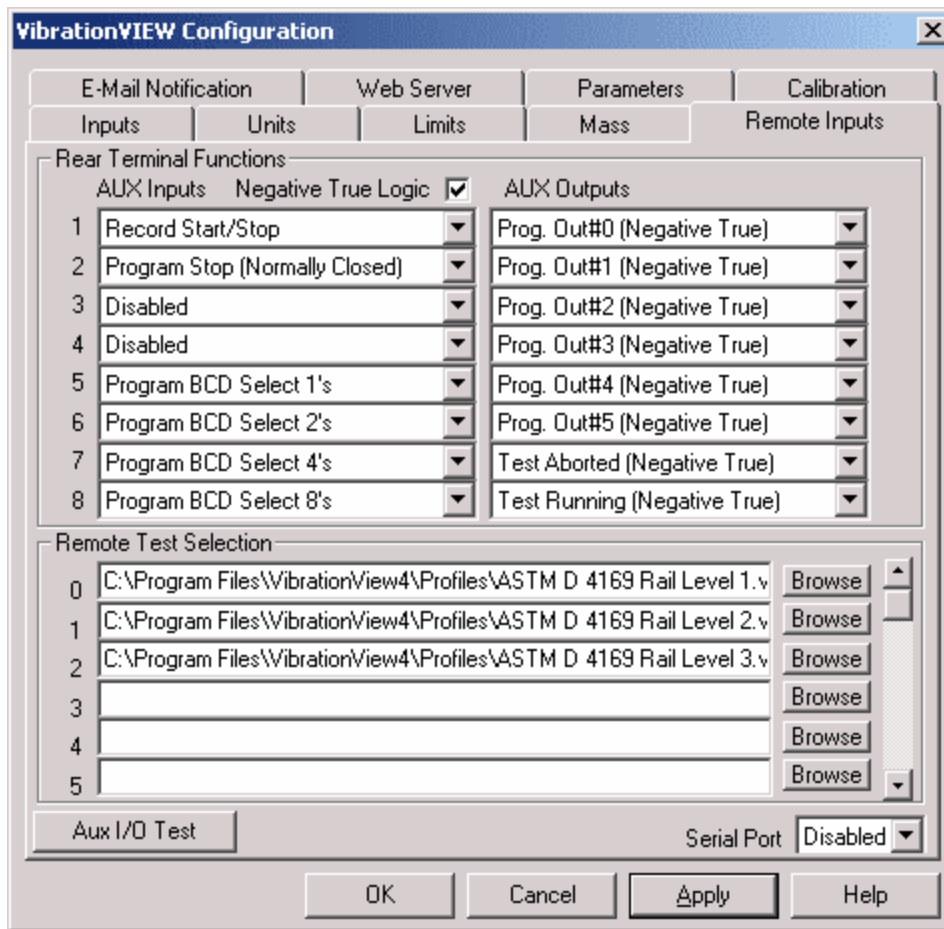 VibrationVIEW Configuration
E-Mail Notification Web Server Parameters Calibration
Inputs Units Limits Mass Remote Inputs
Rear Terminal Functions
AUX Inputs Negative True Logic AUX Outputs
1 Record Start/Stop Prog. Out#0 (Negative True)
2 Program Stop (Normally Closed) Prog. Out#1 (Negative True)
3 Disabled Prog. Out#2 (Negative True)
4 Disabled Prog. Out#3 (Negative True)
5 Program BCD Select 1's Prog. Out#4 (Negative True)
6 Program BCD Select 2's Prog. Out#5 (Negative True)
7 Program BCD Select 4's Test Aborted (Negative True)
8 Program BCD Select 8's Test Running (Negative True)
Remote Test Selection
0 C:\Program Files\VibrationView4\Profiles\ASTM D 4169 Rail Level 1.v Browse
1 C:\Program Files\VibrationView4\Profiles\ASTM D 4169 Rail Level 2.v Browse
2 C:\Program Files\VibrationView4\Profiles\ASTM D 4169 Rail Level 3.v Browse
3 Browse
4 Browse
5 Browse
Aux I/O Test Serial Port Disabled
OK Cancel Apply Help